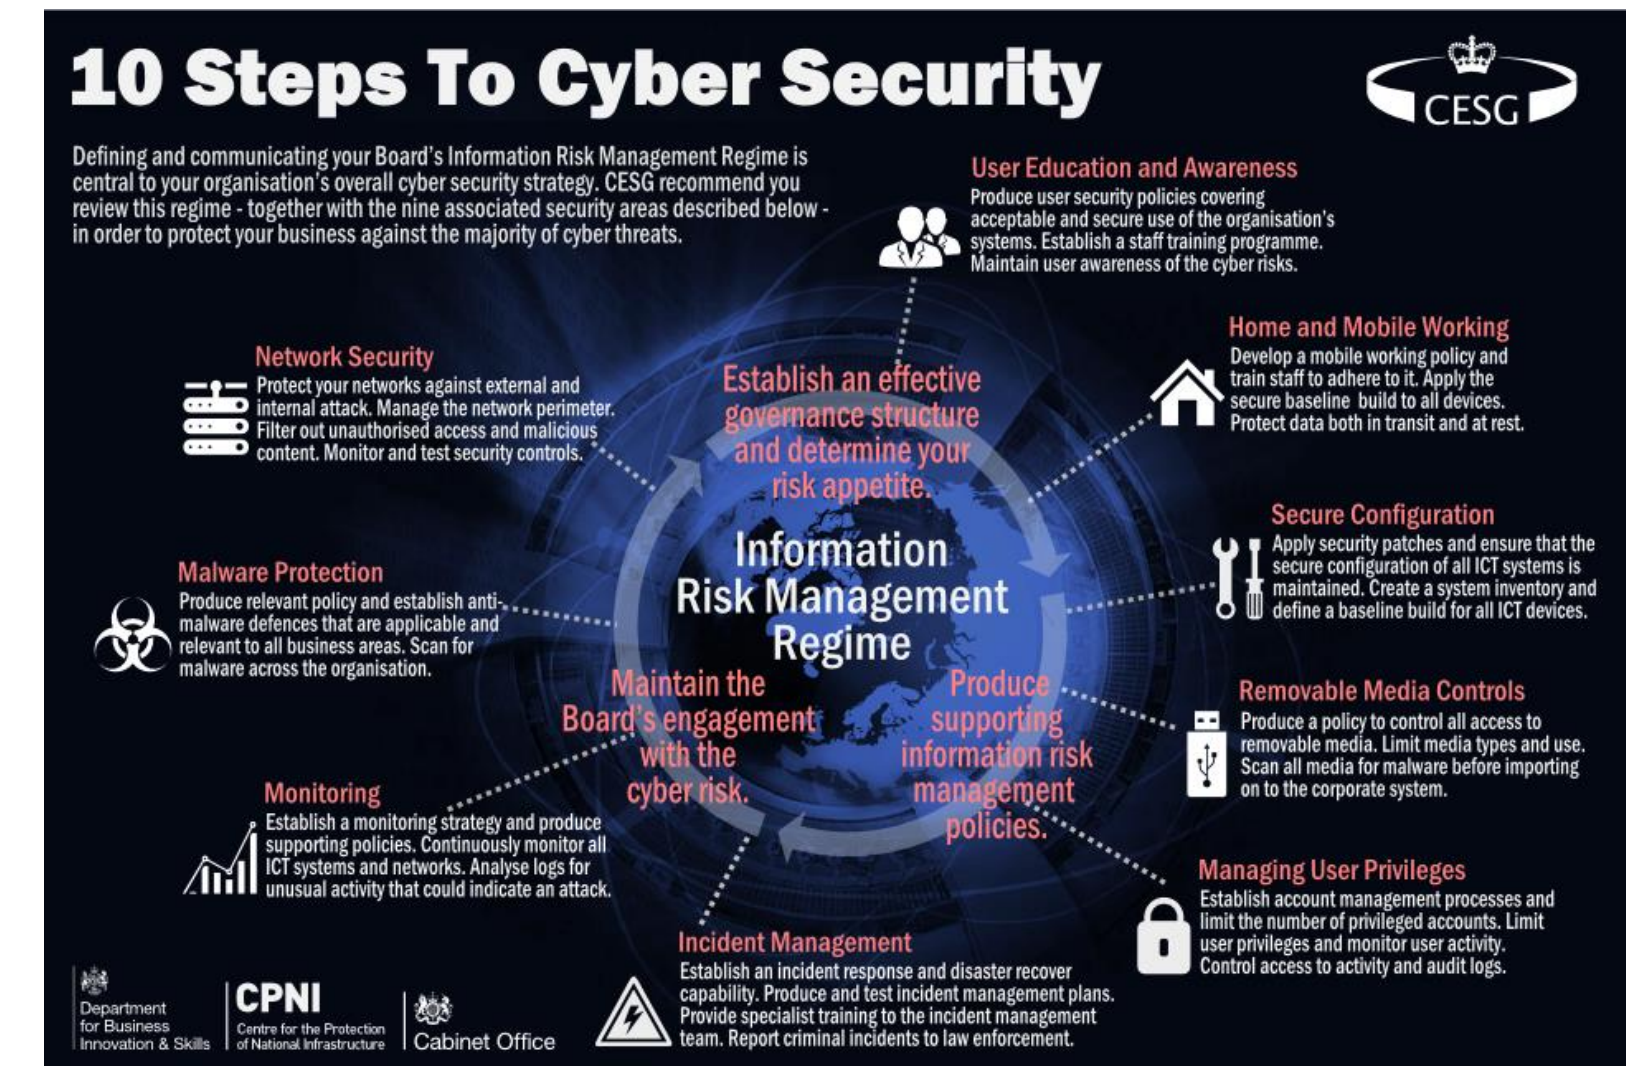 10 Steps To Cyber Security
CESG
Defining and communicating your Board's Information Risk Management Regime is
central to your organisation's overall cyber security strategy. CESG recommend you
review this regime - together with the nine associated security areas described below -
in order to protect your business against the majority of cyber threats.
User Education and Awareness
Produce user security policies covering
acceptable and secure use of the organisation's
systems. Establish a staff training programme.
Maintain user awareness of the cyber risks.
Home and Mobile Working
Develop a mobile working policy and
train staff to adhere to it. Apply the
secure baseline build to all devices.
Protect data both in transit and at rest.
Secure Configuration
Apply security patches and ensure that the
secure configuration of all ICT systems is
maintained. Create a system inventory and
define a baseline build for all ICT devices.
Removable Media Controls
Produce a policy to control all access to
removable media. Limit media types and use.
Scan all media for malware before importing
on to the corporate system.
Managing User Privileges
Establish account management processes and
limit the number of privileged accounts. Limit
user privileges and monitor user activity.
Control access to activity and audit logs.
Incident Management
Establish an incident response and disaster recover
capability. Produce and test incident management plans.
Provide specialist training to the incident management
team. Report criminal incidents to law enforcement.
Monitoring
Establish a monitoring strategy and produce
supporting policies. Continuously monitor all
ICT systems and networks. Analyse logs for
unusual activity that could indicate an attack.
Malware Protection
Produce relevant policy and establish anti-
malware defences that are applicable and
relevant to all business areas. Scan for
malware across the organisation.
Network Security
Protect your networks against external and
internal attack. Manage the network perimeter.
Filter out unauthorised access and malicious
content. Monitor and test security controls.
Establish an effective
governance structure
and determine your
risk appetite.
Information
Risk Management
Regime
Maintain the
Board's engagement
with the
cyber risk.
Produce
supporting
information risk
management
policies.
Department
for Business
Innovation & Skills
CPNI
Centre for the Protection
of National Infrastructure
Cabinet Office